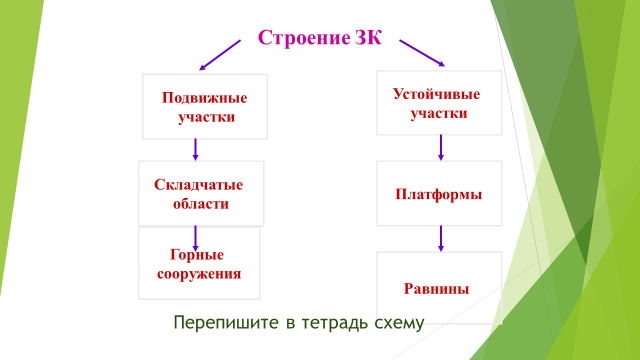 Строение ЗК
Подвижные
участки
Устойчивые
участки
Складчатые
области
Платформы
Горные
сооружения
Равнины
Перепишите в тетрадь схему